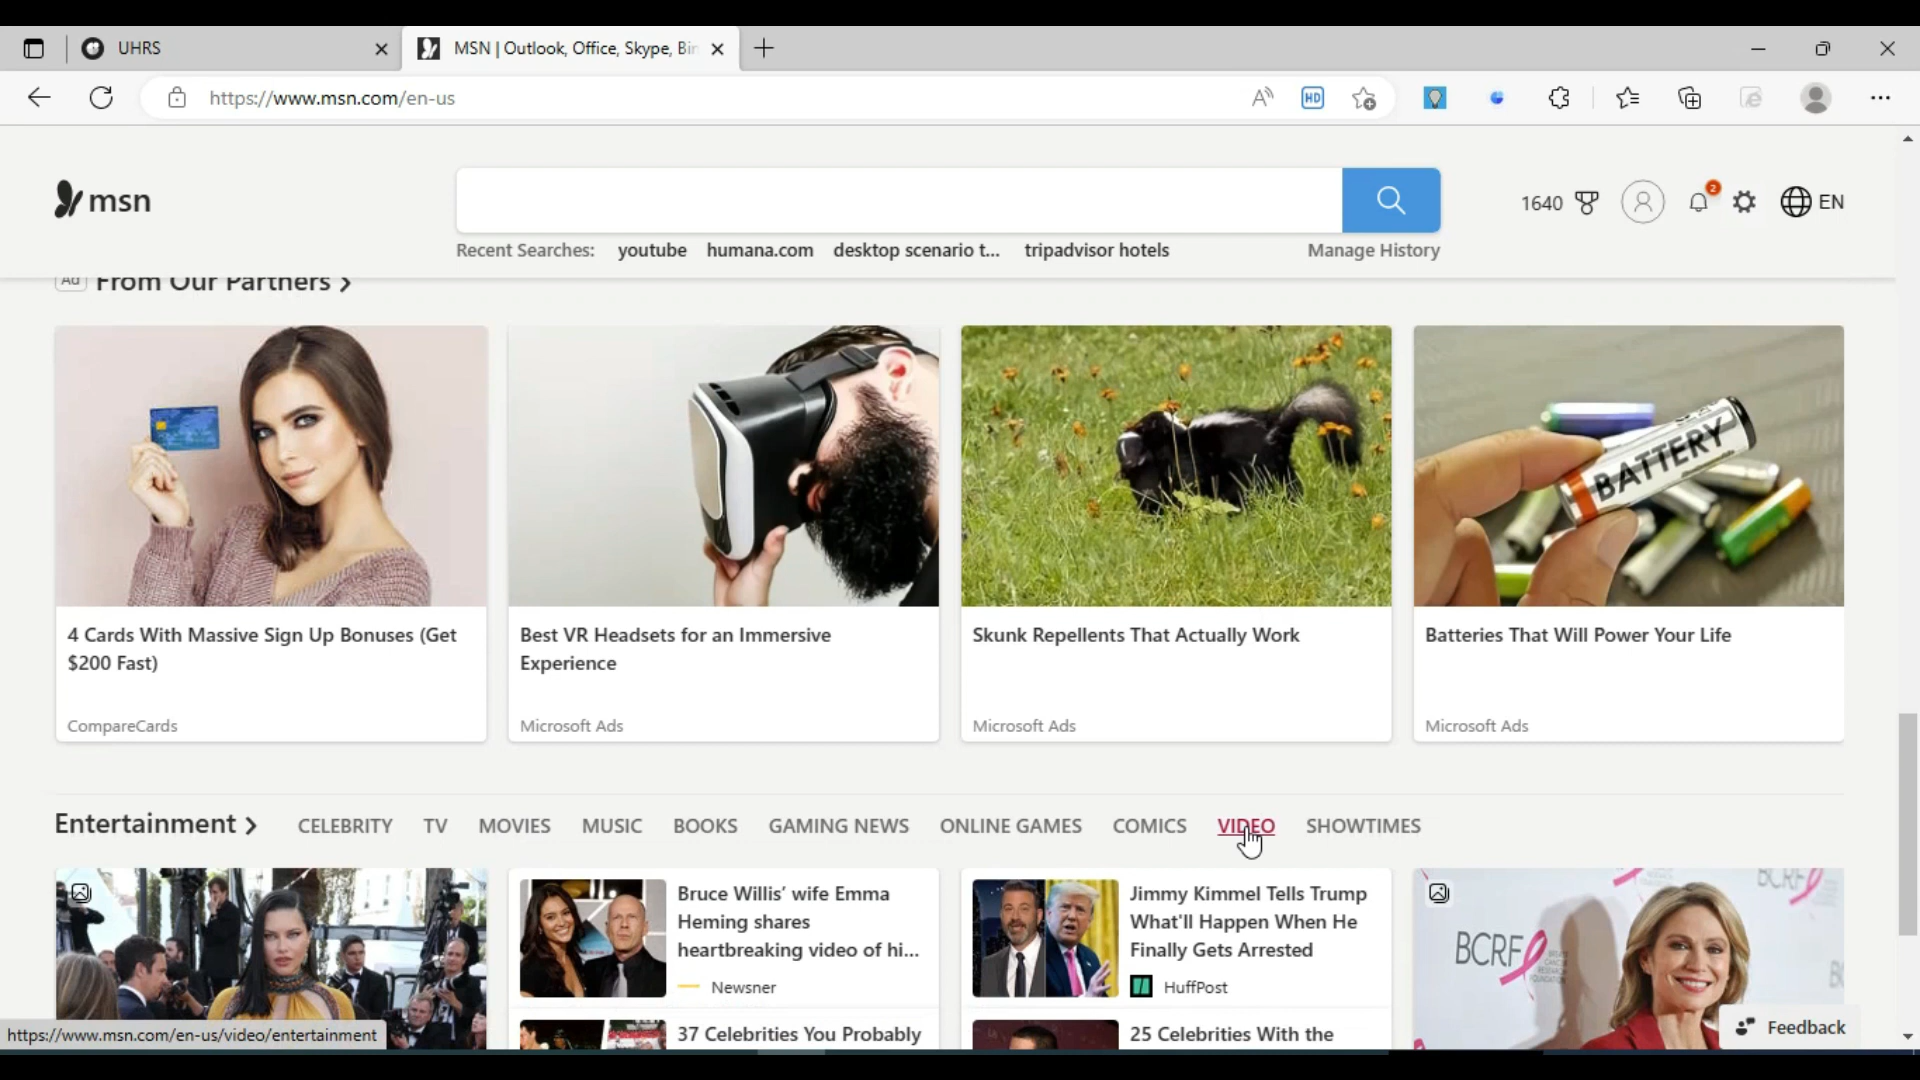 UHRS
MSN | Outlook, Office, Skype, Bin
https://www.msn.com/en-us
HD
msn
1640
2
EN
Recent Searches: youtube humana.com desktop scenario t... tripadvisor hotels Manage History
Ad From Our Partners
BATTERY
4 Cards With Massive Sign Up Bonuses (Get
$200 Fast)
CompareCards
Best VR Headsets for an Immersive
Experience
Microsoft Ads
Skunk Repellents That Actually Work
Microsoft Ads
Batteries That Will Power Your Life
Microsoft Ads
Entertainment CELEBRITY TV MOVIES MUSIC BOOKS GAMING NEWS ONLINE GAMES COMICS VIDEO SHOWTIMES
Bruce Willis' wife Emma
Heming shares
heartbreaking video of hi...
Newsner
37 Celebrities You Probably
Jimmy Kimmel Tells Trump
What'll Happen When He
Finally Gets Arrested
HuffPost
25 Celebrities With the
BCRF
BCRF
Feedback
https://www.msn.com/en-us/video/entertainment